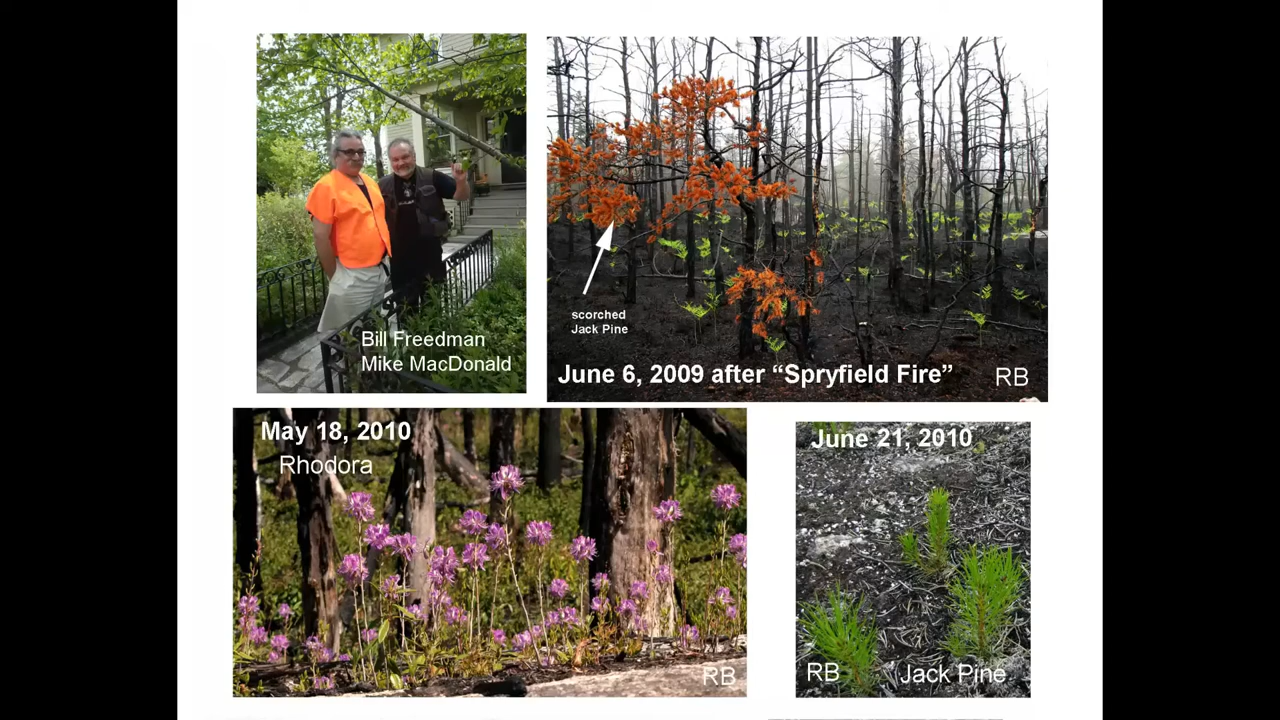 Bill Freedman
Mike MacDonald
scorched
Jack Pine
June 6, 2009 after “Spryfield Fire”
RB
May 18, 2010
Rhodora
RB
June 21, 2010
RB
Jack Pine